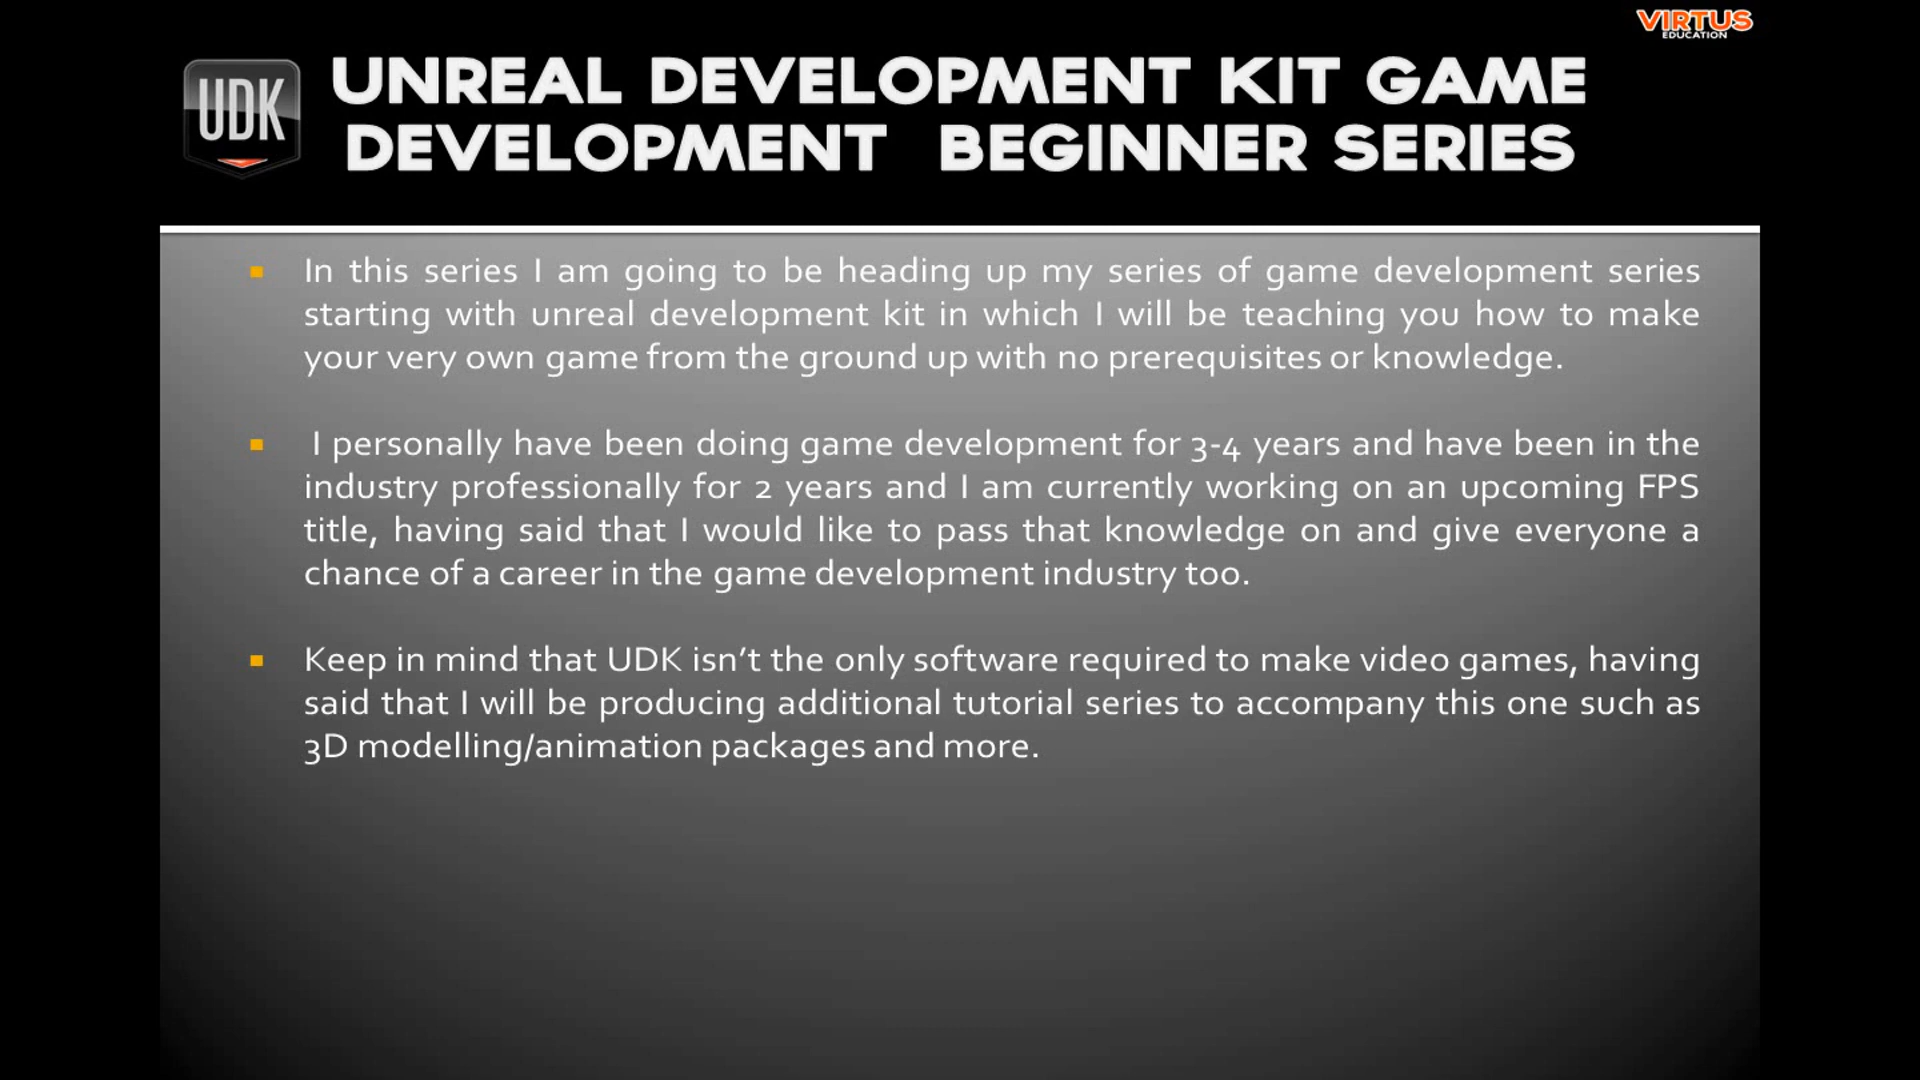 VIRTUS
EDUCATION
UDK
UNREAL DEVELOPMENT KIT GAME
DEVELOPMENT BEGINNER SERIES
In this series I am going to be heading up my series of game development series
starting with unreal development kit in which I will be teaching you how to make
your very own game from the ground up with no prerequisites or knowledge.
I personally have been doing game development for 3-4 years and have been in the
industry professionally for 2 years and I am currently working on an upcoming FPS
title, having said that I would like to pass that knowledge on and give everyone a
chance of a career in the game development industry too.
Keep in mind that UDK isn’t the only software required to make video games, having
said that I will be producing additional tutorial series to accompany this one such as
3D modelling/animation packages and more.